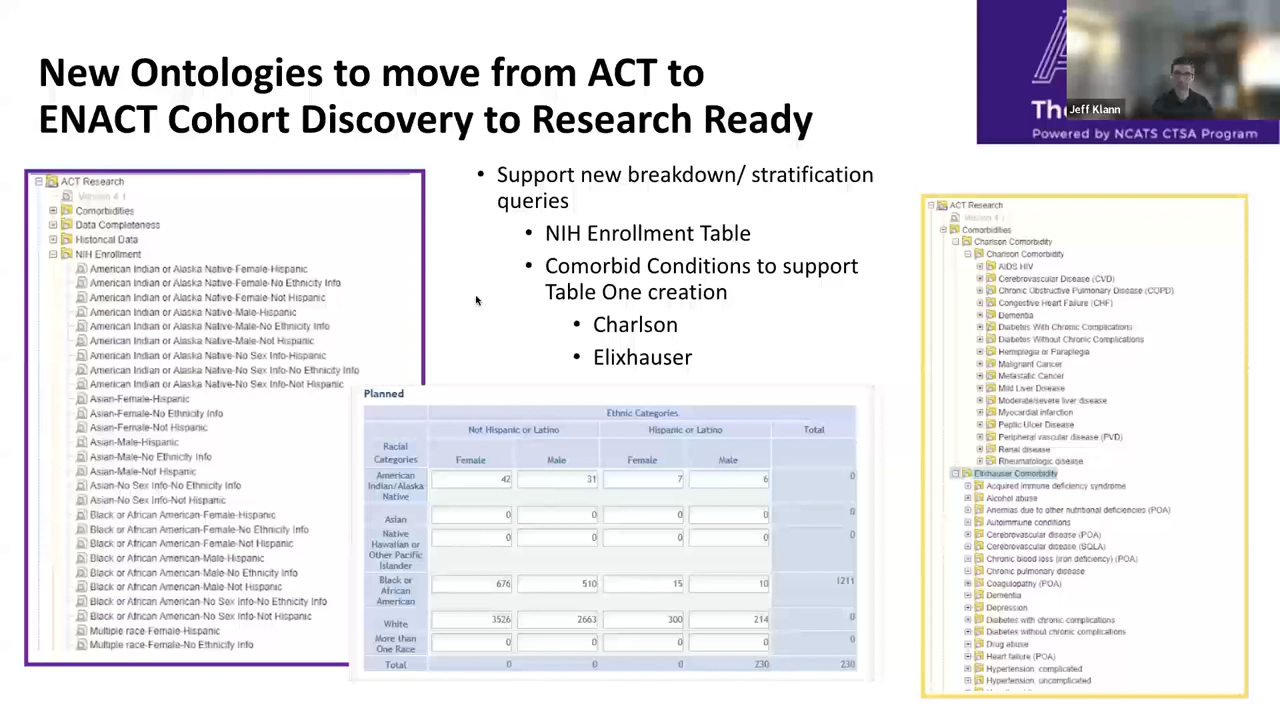 New Ontologies to move from ACT to
ENACT Cohort Discovery to Research Ready
Jeff Klann
Powered by NCATS CTSA Program
ACT Research
Version 4.1
Comorbidities
Data Completeness
Historical Data
NIH Enrollment
American Indian or Alaska Native-Female-Hispanic
American Indian or Alaska Native-Female-No Ethnicity Info
American Indian or Alaska Native-Female-Not Hispanic
American Indian or Alaska Native-Male-Hispanic
American Indian or Alaska Native-Male-No Ethnicity Info
American Indian or Alaska Native-Male-Not Hispanic
American Indian or Alaska Native-No Sex Info-Hispanic
American Indian or Alaska Native-No Sex Info-No Ethnicity Info
American Indian or Alaska Native-No Sex Info-Not Hispanic
Asian-Female-Hispanic
Asian-Female-No Ethnicity Info
Asian-Female-Not Hispanic
Asian-Male-Hispanic
Asian-Male-No Ethnicity Info
Asian-Male-Not Hispanic
Asian-No Sex Info-No Ethnicity Info
Asian-No Sex Info-Not Hispanic
Black or African American-Female-Hispanic
Black or African American-Female-No Ethnicity Info
Black or African American-Female-Not Hispanic
Black or African American-Male-Hispanic
Black or African American-Male-No Ethnicity Info
Black or African American-Male-Not Hispanic
Black or African American-No Sex Info-No Ethnicity Info
Black or African American-No Sex Info-Not Hispanic
Multiple race-Female-Hispanic
Multiple race-Female-No Ethnicity Info
• Support new breakdown/ stratification
queries
• NIH Enrollment Table
• Comorbid Conditions to support
Table One creation
• Charlson
• Elixhauser
Planned
Ethnic Categories
Not Hispanic or Latino Hispanic or Latino Total
Racial
Categories Female Male Female Male
American
Indian/Alaska
Native
42 31 7 6 0
Asian 0 0 0 0 0
Native
Hawaiian or
Other Pacific
Islander
0 0 0 0 0
Black or
African
American
676 510 15 10 1211
White 3526 2663 300 214 0
More than
One Race
0 0 0 0 0
Total 0 0 0 230 230
ACT Research
Version 4.1
Comorbidities
Charlson Comorbidity
Charlson Comorbidity
AIDS HIV
Cerebrovascular Disease (CVD)
Chronic Obstructive Pulmonary Disease (COPD)
Congestive Heart Failure (CHF)
Dementia
Diabetes With Chronic Complications
Diabetes Without Chronic Complications
Hemipregia or Paraplegia
Malignant Cancer
Metastatic Cancer
Mild Liver Disease
Moderate/severe liver disease
Myocardial infarction
Peptic Ulcer Disease
Peripheral vascular disease (PVD)
Renal disease
Rheumatologic disease
Elixhauser Comorbidity
Acquired immune deficiency syndrome
Alcohol abuse
Anemias due to other nutritional deficiencies (POA)
Autoimmune conditions
Cerebrovascular disease (POA)
Cerebrovascular disease (SQLA)
Chronic blood loss (iron deficiency) (POA)
Chronic pulmonary disease
Coagulopathy (POA)
Dementia
Depression
Diabetes with chronic complications
Diabetes without chronic complications
Drug abuse
Heart failure (POA)
Hypertension, complicated
Hypertension, uncomplicated